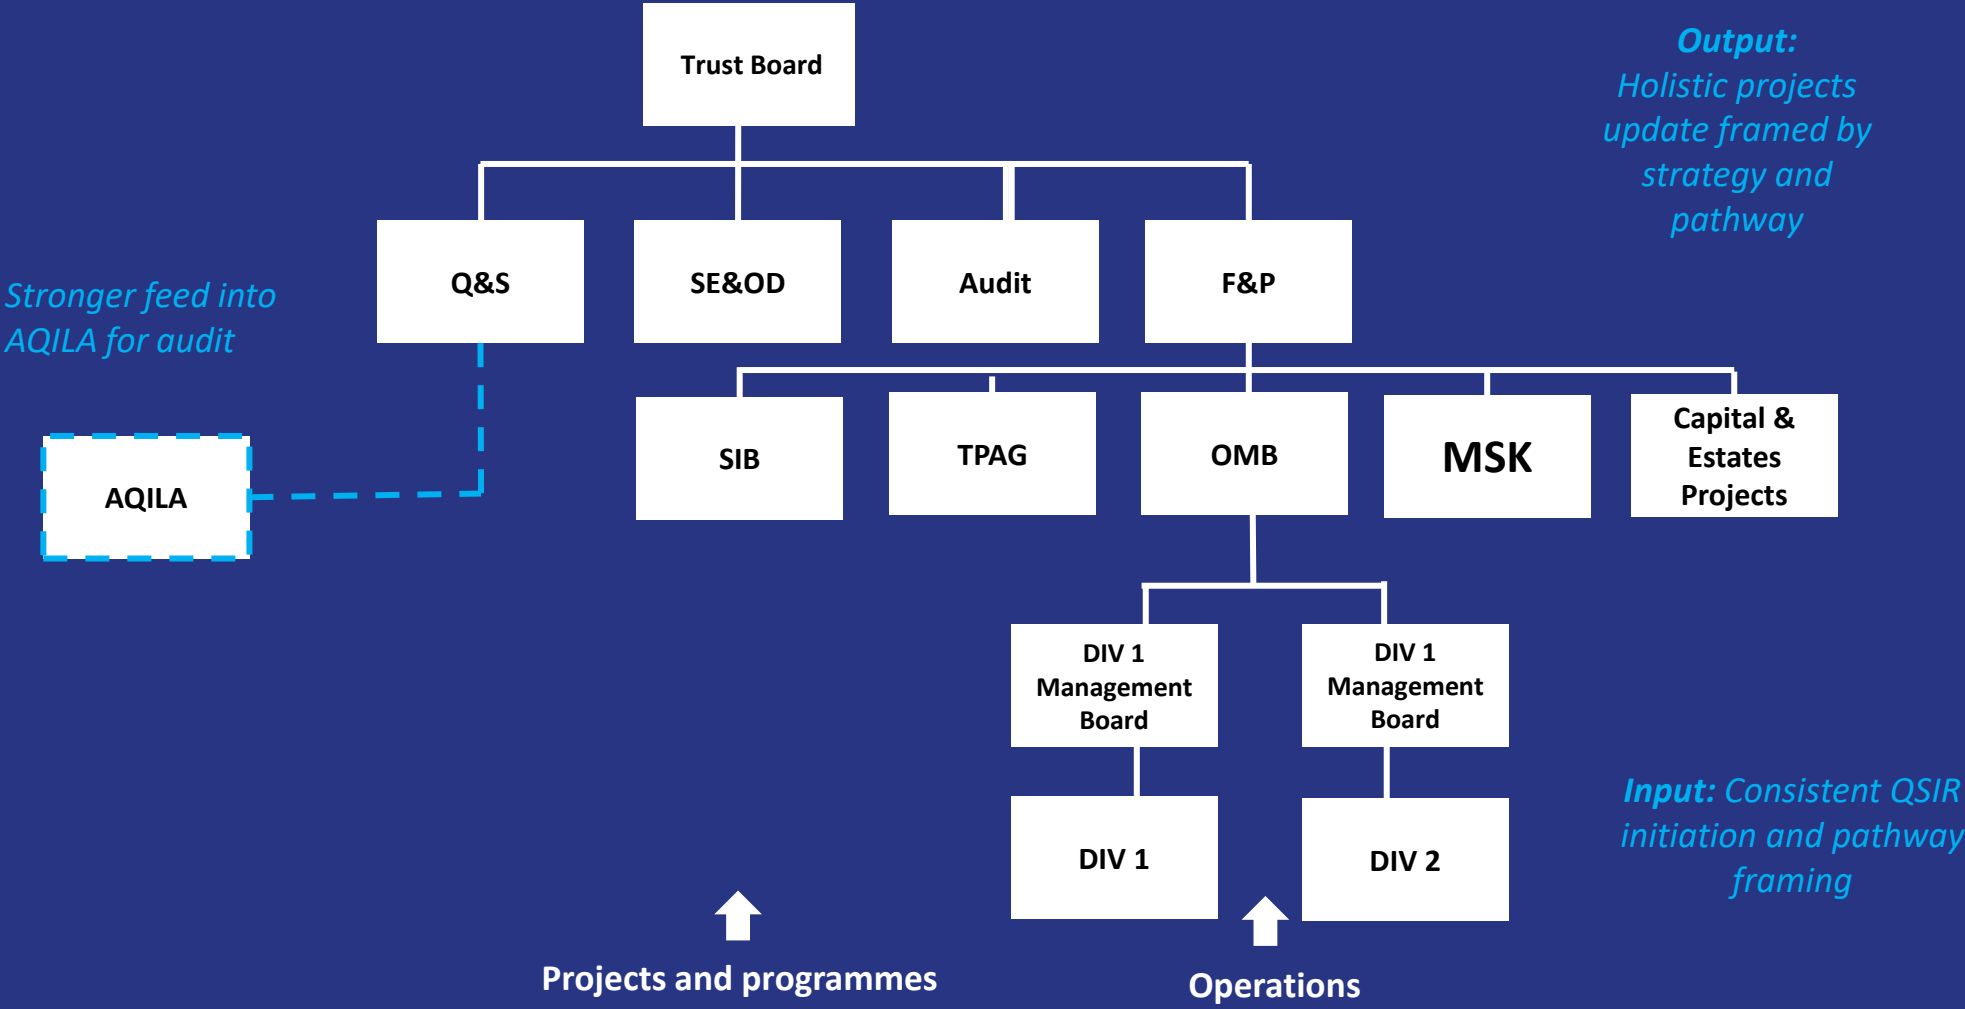 Trust Board
Output:
Holistic projects
update framed by
strategy and
pathway
Q&S
SE&OD
Audit
F&P
Stronger feed into
AQILA for audit
AQILA
SIB
TPAG
OMB
MSK
Capital &
Estates
Projects
DIV 1
Management
Board
DIV 1
Management
Board
DIV 1
DIV 2
Input: Consistent QSIR
initiation and pathway
framing
Projects and programmes
Operations